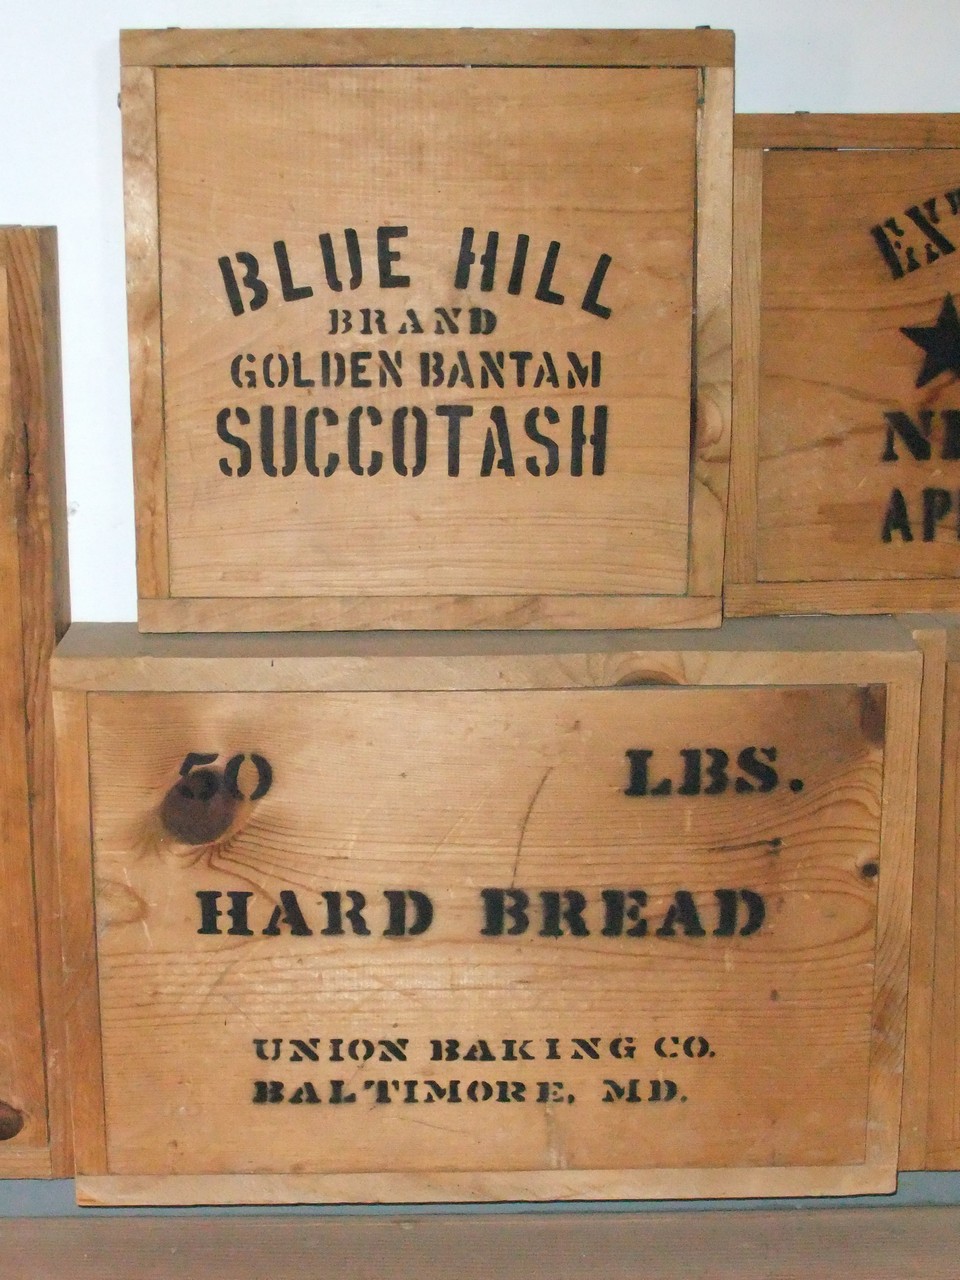 BLUE HILL
BRAND
GOLDEN BANTAM
SUCCOTASH
50 LBS.
HARD BREAD
UNION BAKING CO.
BALTIMORE, MD.